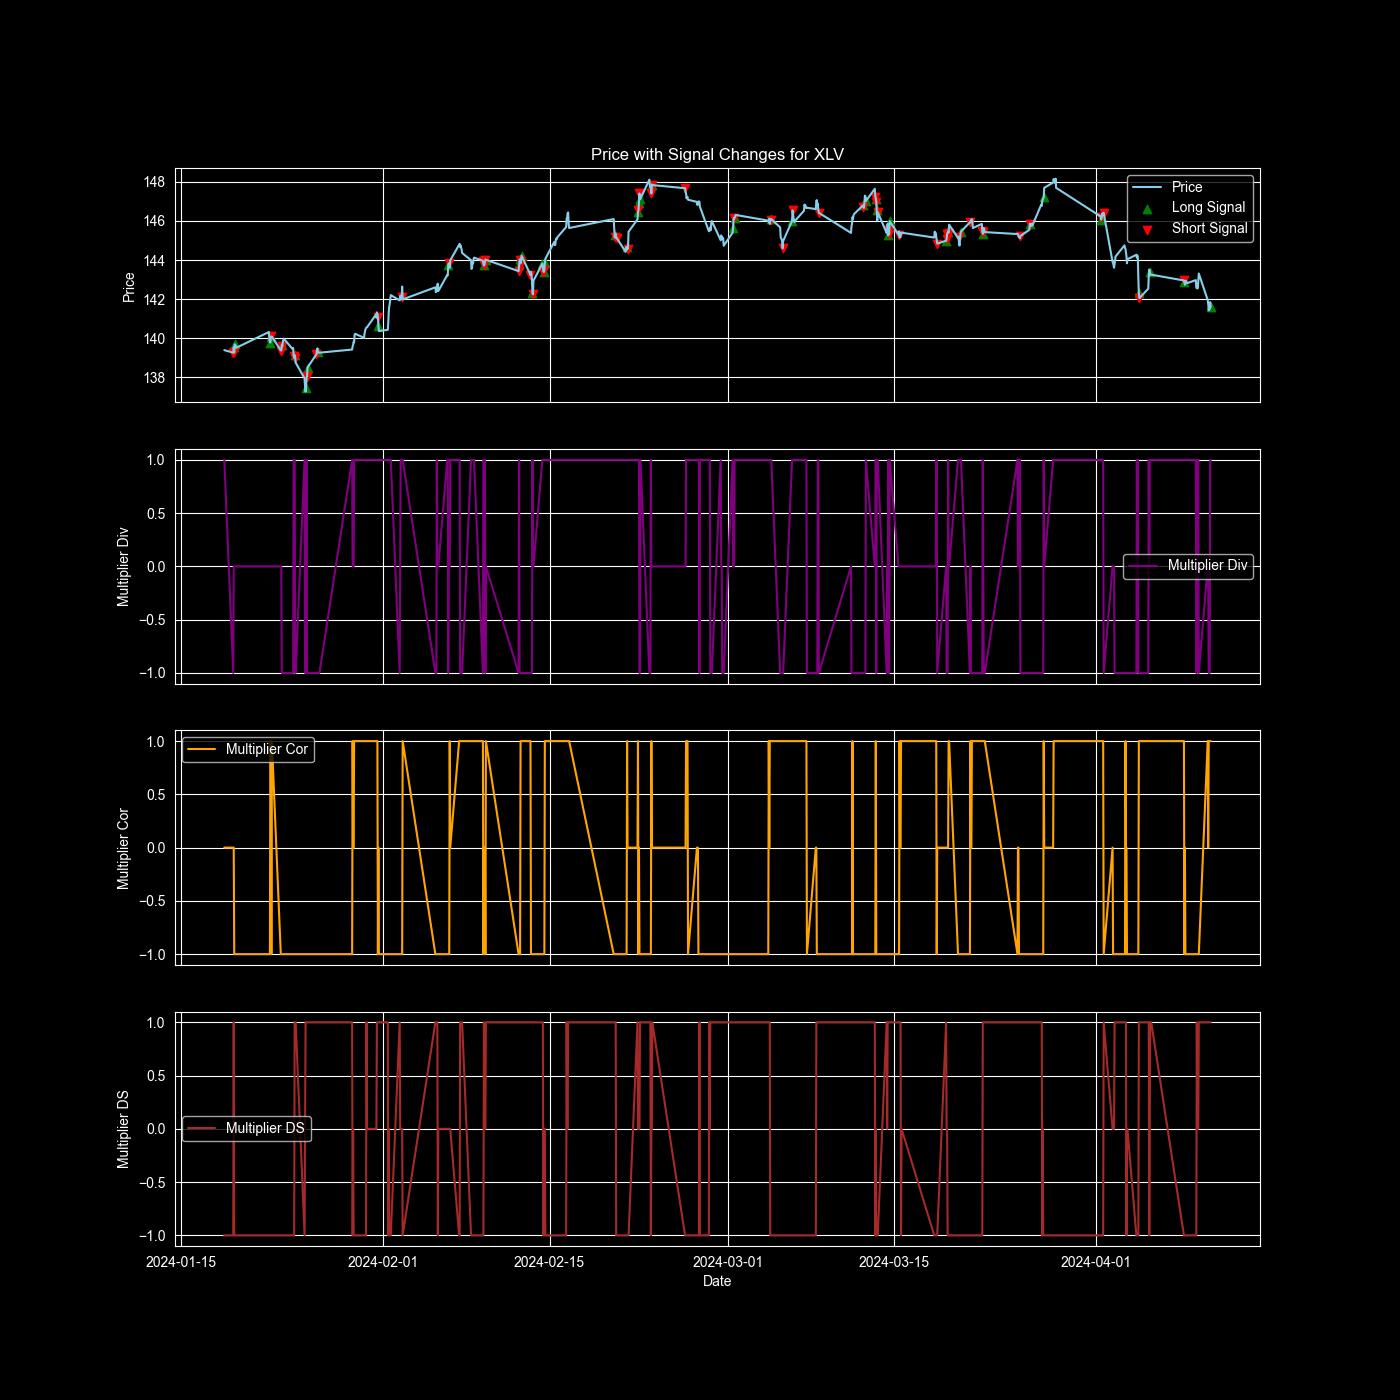 Price with Signal Changes for XLV
148
146
144
142
140
138
Price
Price
Long Signal
Short Signal
1.0
0.5
0.0
−0.5
−1.0
Multiplier Div
Multiplier Div
1.0
0.5
0.0
−0.5
−1.0
Multiplier Cor
Multiplier Cor
1.0
0.5
0.0
−0.5
−1.0
Multiplier DS
Multiplier DS
2024-01-15 2024-02-01 2024-02-15 2024-03-01 2024-03-15 2024-04-01
Date